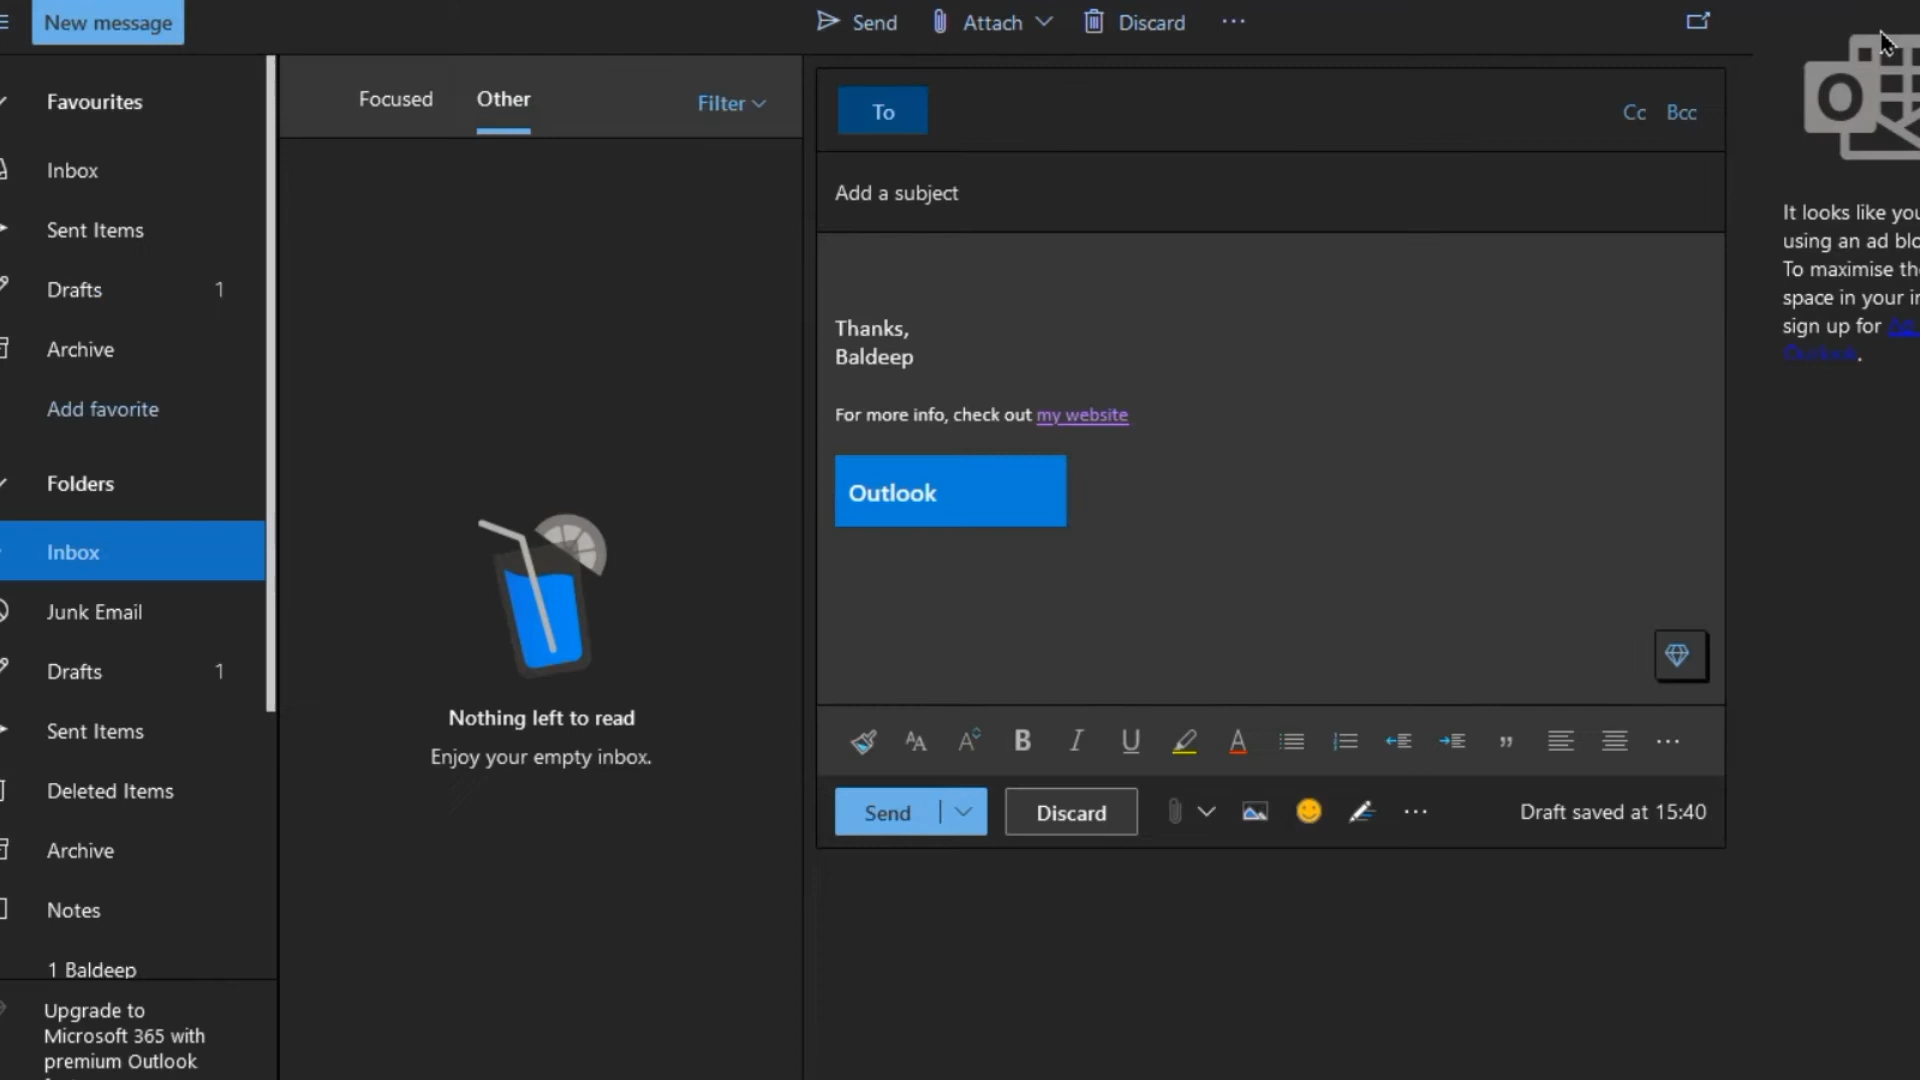 New message
Send
Attach
Discard
Favourites
Inbox
Sent Items
Drafts 1
Archive
Add favorite
Folders
Inbox
Junk Email
Drafts 1
Sent Items
Deleted Items
Archive
Notes
1 Baldeep
Upgrade to
Microsoft 365 with
premium Outlook
Focused Other Filter
Nothing left to read
Enjoy your empty inbox.
To Cc Bcc
Add a subject
Thanks,
Baldeep
For more info, check out my website
Outlook
Send Discard Draft saved at 15:40
O
It looks like you
using an ad blo
To maximise the
space in your in
sign up for Ad
Outlook.